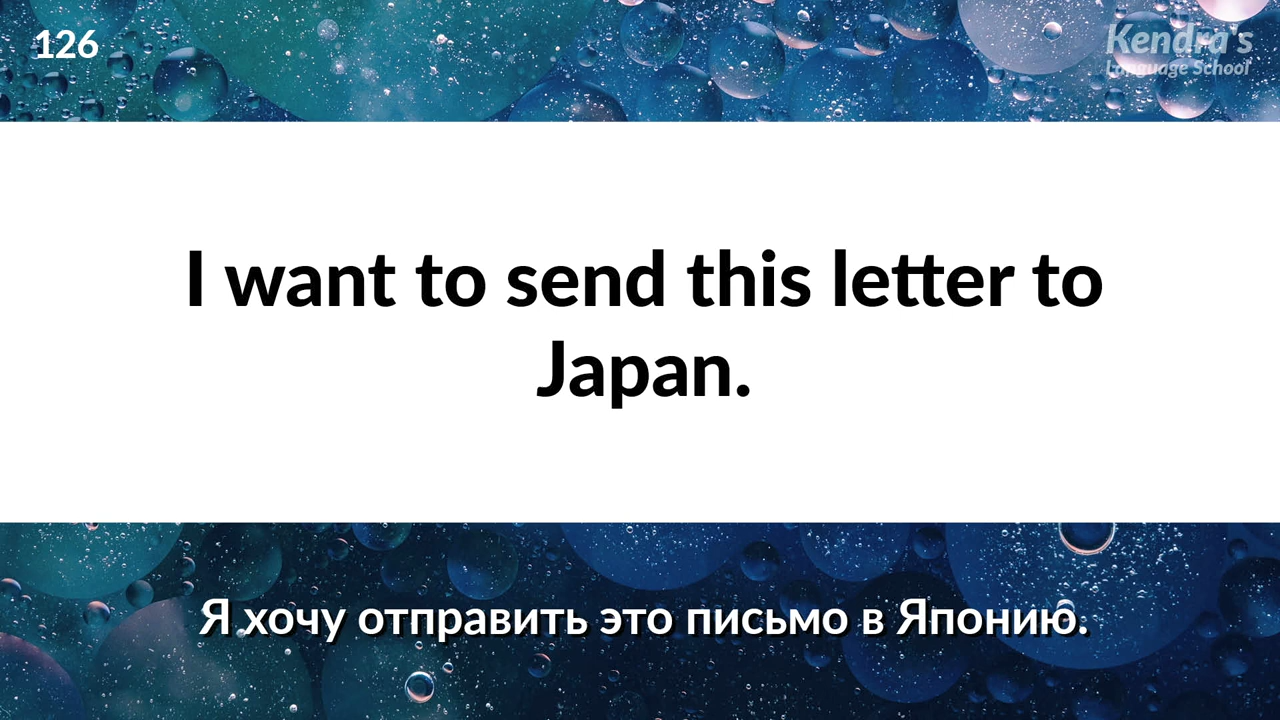 126
Kendra's
Language School
I want to send this letter to
Japan.
Я хочу отправить это письмо в Японию.